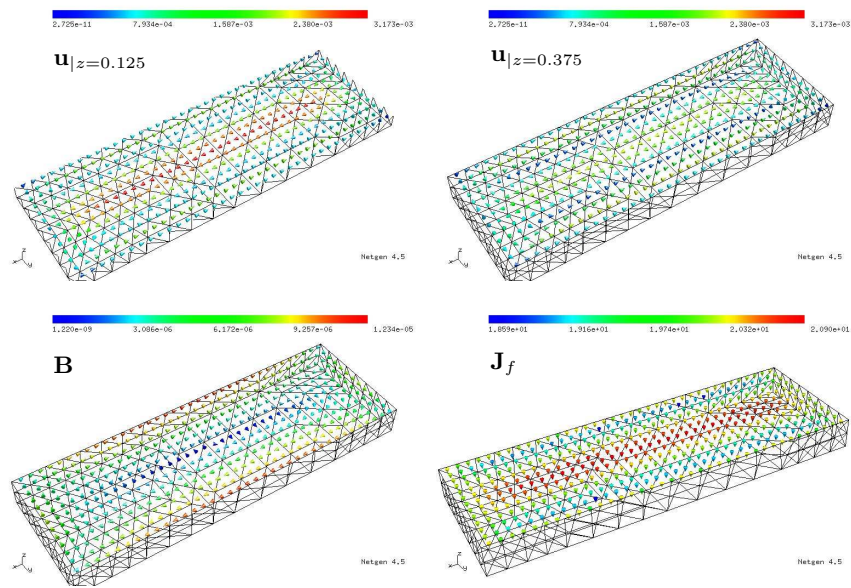 2.725e-11 7.934e-04 1.587e-03 2.380e-03 3.173e-03
u|z=0.125
z
x y
Netgen 4.5
2.725e-11 7.934e-04 1.587e-03 2.380e-03 3.173e-03
u|z=0.375
z
x y
Netgen 4.5
1.220e-09 3.086e-06 6.172e-06 9.257e-06 1.234e-05
B
z
x y
Netgen 4.5
1.859e+01 1.916e+01 1.974e+01 2.032e+01 2.090e+01
Jf
z
x y
Netgen 4.5